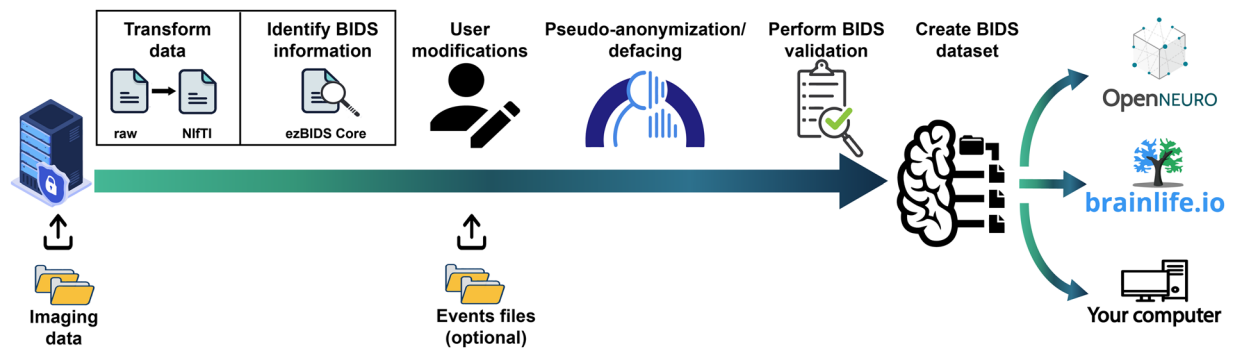 Transform
data
raw
NIfTI
Identify BIDS
information
ezBIDS Core
User
modifications
Pseudo-anonymization/
defacing
Perform BIDS
validation
Create BIDS
dataset
OpenNEURO
brainlife.io
Your computer
Imaging
data
Events files
(optional)